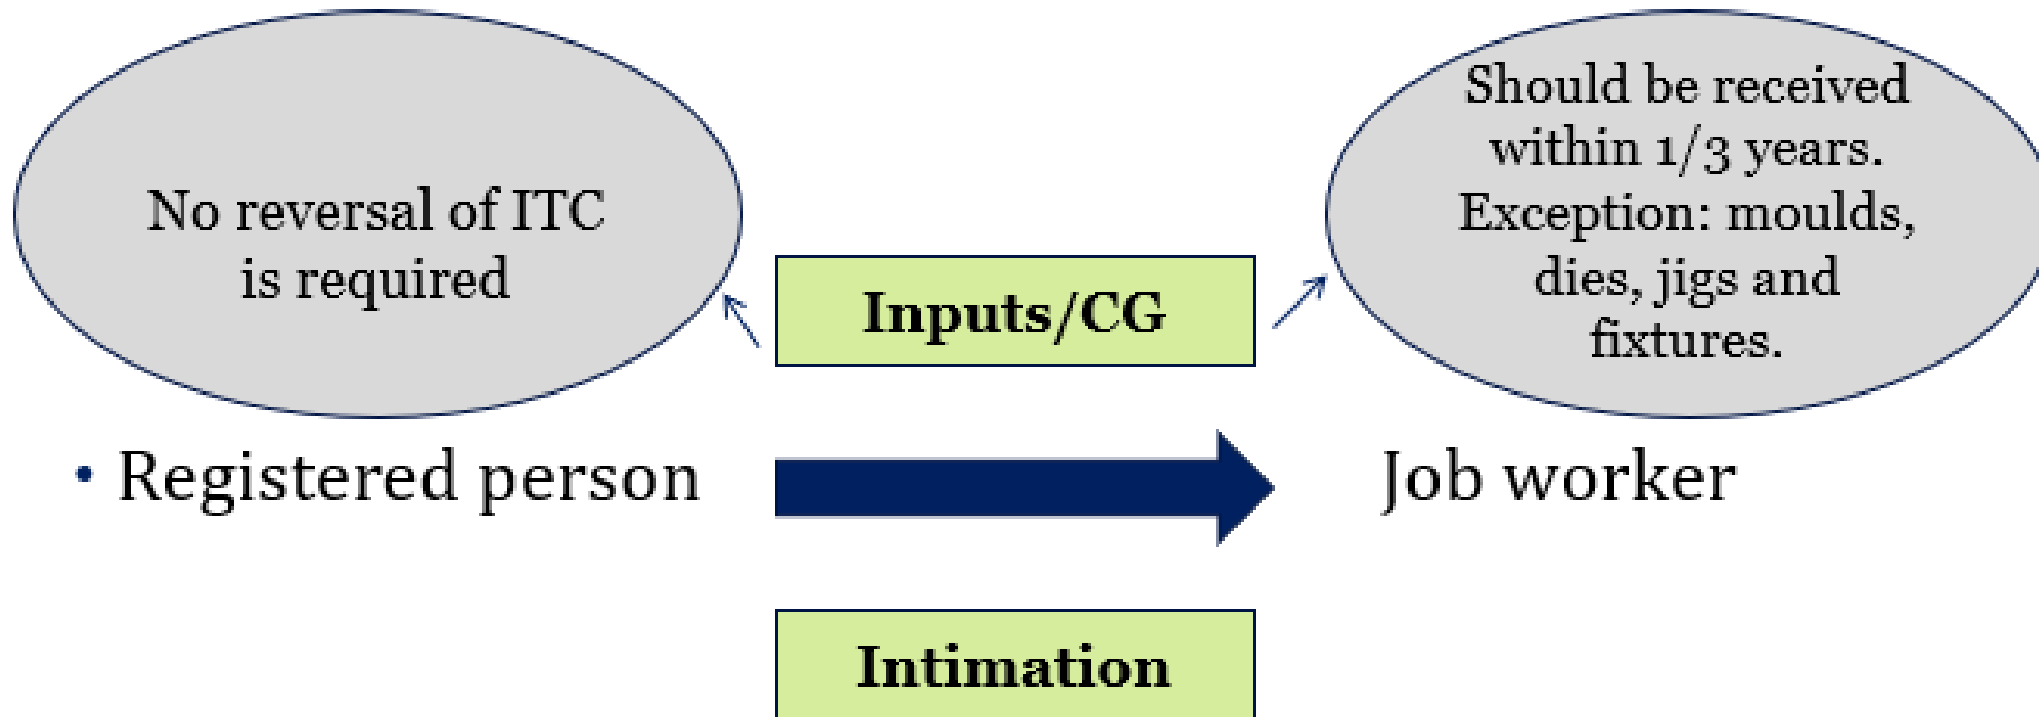 No reversal of ITC
is required
Inputs/CG
Should be received
within 1/3 years.
Exception: moulds,
dies, jigs and
fixtures.
• Registered person
Job worker
Intimation